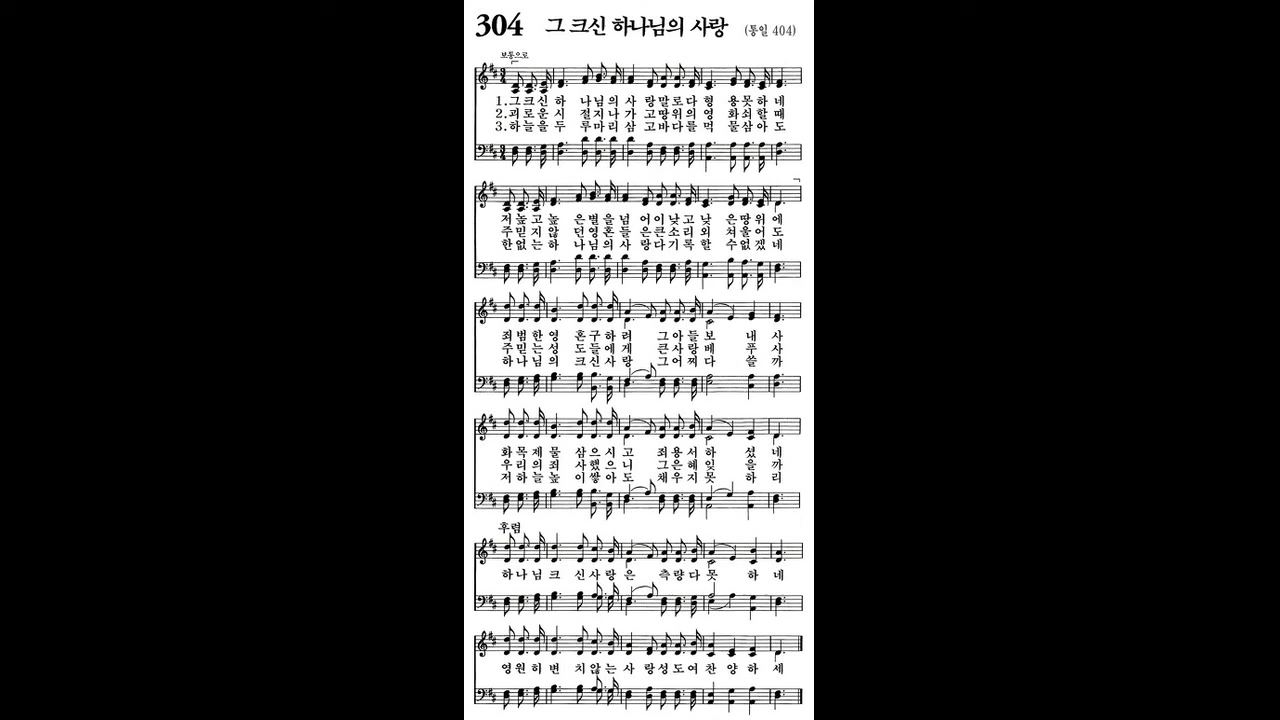 304 그 크신 하나님의 사랑 (통일 404)
보통으로
1.그크신 하 나님의 사 랑말로다 형 용못하 네
2.괴로운 시 절지나 가 고땅위의 영 화쇠할 때
3.하늘을 두 루마리 삼 고바다를 먹 물삼아 도
저높고 높 은별을 넘 어이낮고 낮 은땅위 에
주믿지 않 던영혼 들 은큰소리 외 쳐울어 도
한없는 하 나님의 사 랑다기록 할 수없겠 네
죄범한 영 혼구하 려 그아들 보 내 사
주믿는 성 도들에 게 큰사랑 베 푸 사
하나님의 크신사 랑 그어찌 다 쓸 까
화목제 물 삼으시 고 죄용서 하 셨 네
우리의 죄 사했으 니 그은혜 잊 을 까
저하늘 높 이쌓아 도 채우지 못 하 리
후렴
하나님 크 신사랑 은 측량다 못 하 네
영원히 변 치않는 사 랑성도여 찬 양하 세